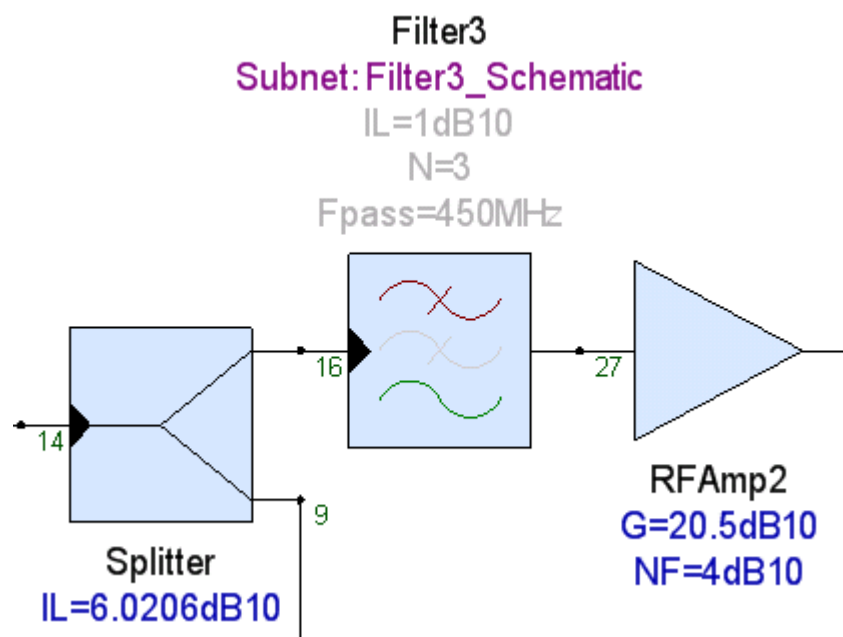 Filter3
Subnet: Filter3_Schematic
IL=1dB10
N=3
Fpass=450MHz
16
27
14
9
RFAmp2
G=20.5dB10
NF=4dB10
Splitter
IL=6.0206dB10